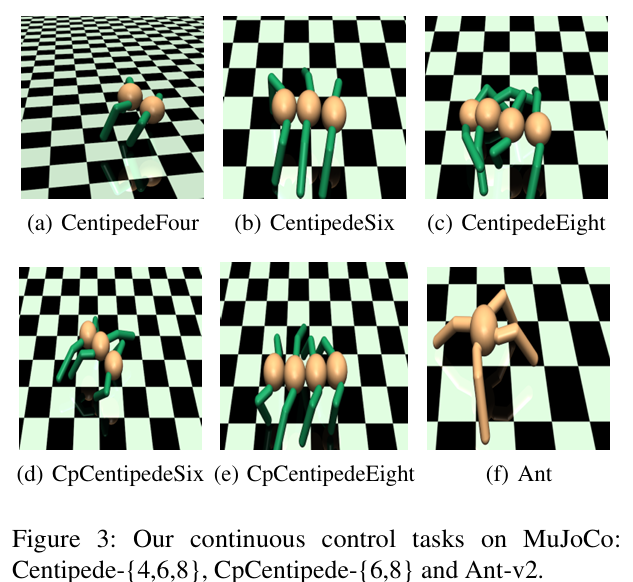 (a) CentipedeFour
(b) CentipedeSix
(c) CentipedeEight
(d) CpCentipedeSix
(e) CpCentipedeEight
(f) Ant
Figure 3: Our continuous control tasks on MuJoCo:
Centipede-{4,6,8}, CpCentipede-{6,8} and Ant-v2.